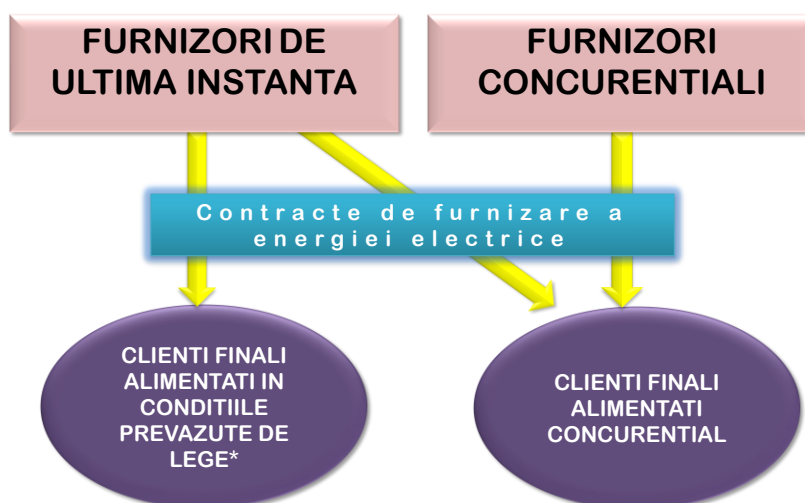 FURNIZORI DE
ULTIMA INSTANTA
FURNIZORI
CONCURENTIALI
Contracte de furnizare a
energiei electrice
CLIENTI FINALI
ALIMENTATI IN
CONDITIILE
PREVAZUTE DE
LEGE*
CLIENTI FINALI
ALIMENTATI
CONCURENTIAL